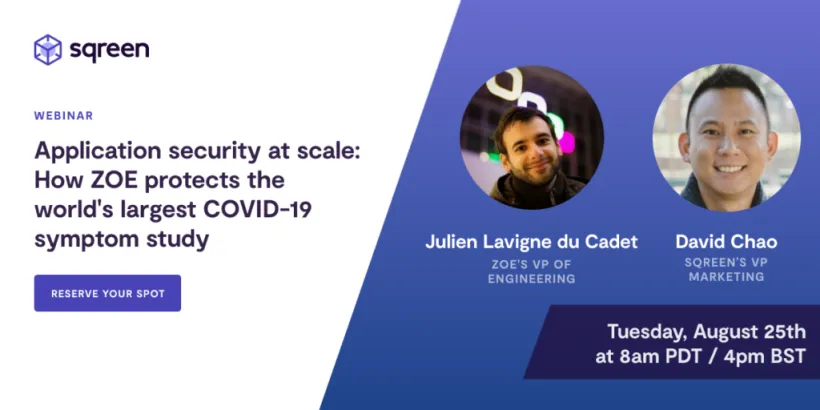 sqreen
WEBINAR
Application security at scale:
How ZOE protects the
world's largest COVID-19
symptom study
RESERVE YOUR SPOT
Julien Lavigne du Cadet
ZOE'S VP OF
ENGINEERING
David Chao
SQREEN'S VP
MARKETING
Tuesday, August 25th
at 8am PDT / 4pm BST